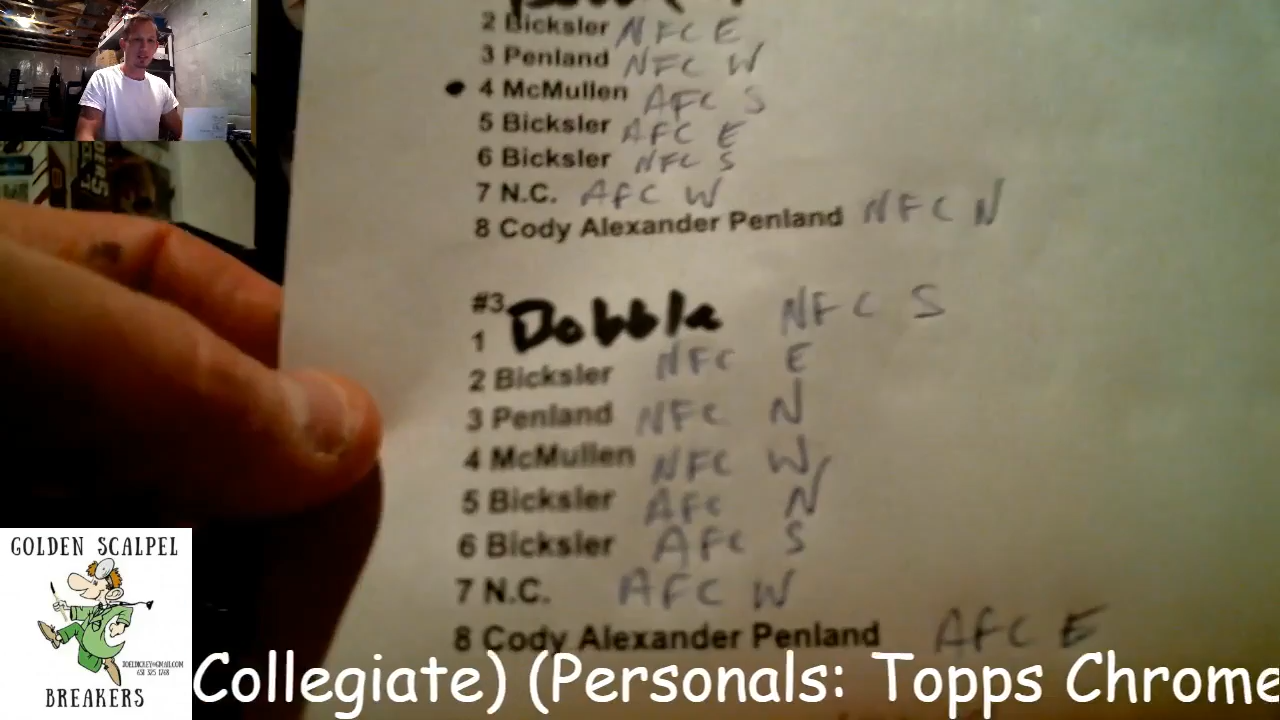 2 Bicksler NFC E
3 Penland NFC W
4 McMullen AFC S
5 Bicksler AFC E
6 Bicksler NFC S
7 N.C. AFC W
8 Cody Alexander Penland NFC N
#3
1 Dobble NFC S
2 Bicksler NFC E
3 Penland NFC N
4 McMullen NFC W
5 Bicksler AFC N
6 Bicksler AFC S
7 N.C. AFC W
8 Cody Alexander Penland AFC E
GOLDEN SCALPEL
BREAKERS
Collegiate) (Personals: Topps Chrome